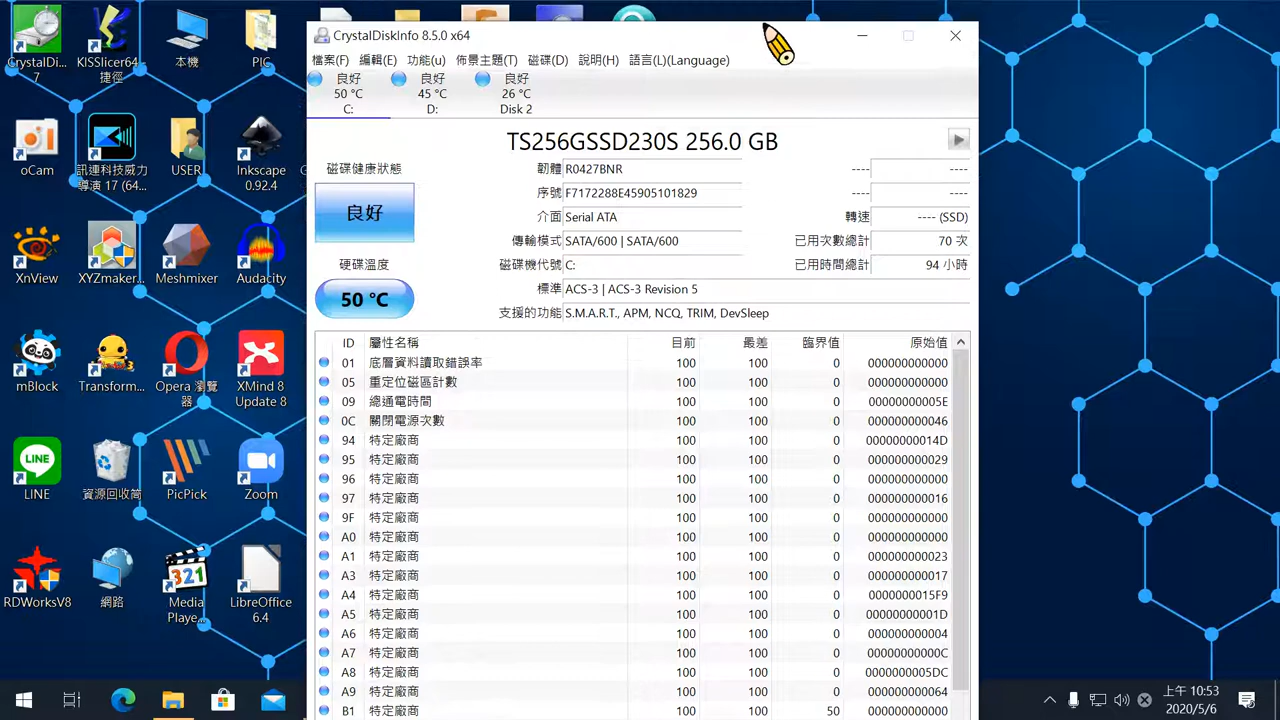 CrystalDi...
7
KISSlicer64 -
捷徑
本機
PIC
oCam
訊連科技威力
導演 17 (64...
USER
Inkscape
0.92.4
XnView
XYZmaker...
Meshmixer
Audacity
mBlock
Transform...
Opera 瀏覽
器
XMind 8
Update 8
LINE
資源回收筒
PicPick
Zoom
RDWorksV8
網路
Media
Playe...
LibreOffice
6.4
CrystalDiskInfo 8.5.0 x64
檔案(F) 編輯(E) 功能(u) 佈景主題(T) 磁碟(D) 說明(H) 語言(L)(Language)
良好 良好 良好
50 °C 45 °C 26 °C
C: D: Disk 2
TS256GSSD230S 256.0 GB
磁碟健康狀態
良好
硬碟溫度
50 °C
韌體 R0427BNR ---- ----
序號 F7172288E45905101829 ---- ----
介面 Serial ATA 轉速 ---- (SSD)
傳輸模式 SATA/600 | SATA/600 已用次數總計 70 次
磁碟機代號 C: 已用時間總計 94 小時
標準 ACS-3 | ACS-3 Revision 5
支援的功能 S.M.A.R.T., APM, NCQ, TRIM, DevSleep
ID 屬性名稱 目前 最差 臨界值 原始值
01 底層資料讀取錯誤率 100 100 0 000000000000
05 重定位磁區計數 100 100 0 000000000000
09 總通電時間 100 100 0 00000000005E
0C 關閉電源次數 100 100 0 000000000046
94 特定廠商 100 100 0 00000000014D
95 特定廠商 100 100 0 000000000029
96 特定廠商 100 100 0 000000000000
97 特定廠商 100 100 0 000000000016
9F 特定廠商 100 100 0 000000000000
A0 特定廠商 100 100 0 000000000000
A1 特定廠商 100 100 0 000000000023
A3 特定廠商 100 100 0 000000000017
A4 特定廠商 100 100 0 0000000015F9
A5 特定廠商 100 100 0 00000000001D
A6 特定廠商 100 100 0 000000000004
A7 特定廠商 100 100 0 00000000000C
A8 特定廠商 100 100 0 0000000005DC
A9 特定廠商 100 100 0 000000000064
B1 特定廠商 100 100 50 000000000000
上午 10:53
2020/5/6